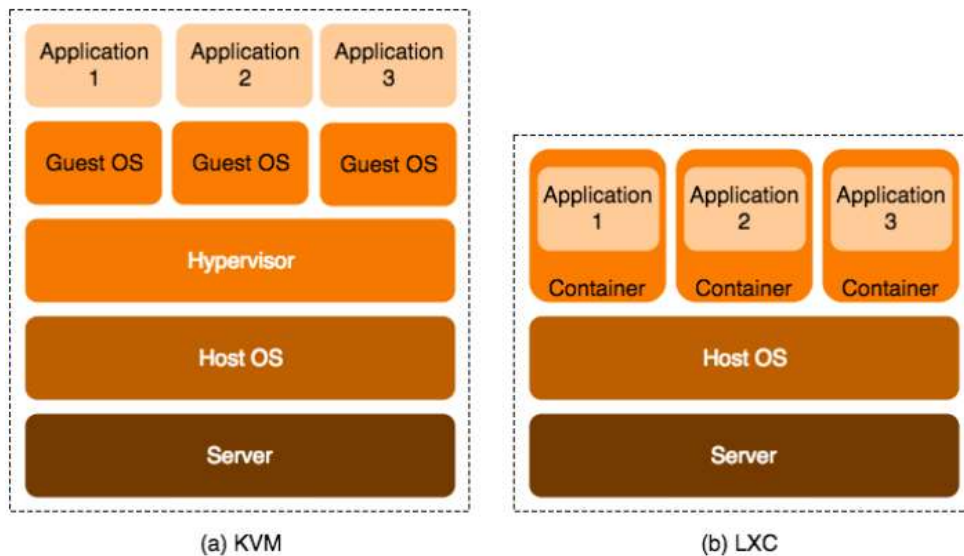 Application
1
Application
2
Application
3
Guest OS
Guest OS
Guest OS
Hypervisor
Host OS
Server
(a) KVM
Application
1
Container
Application
2
Container
Application
3
Container
Host OS
Server
(b) LXC